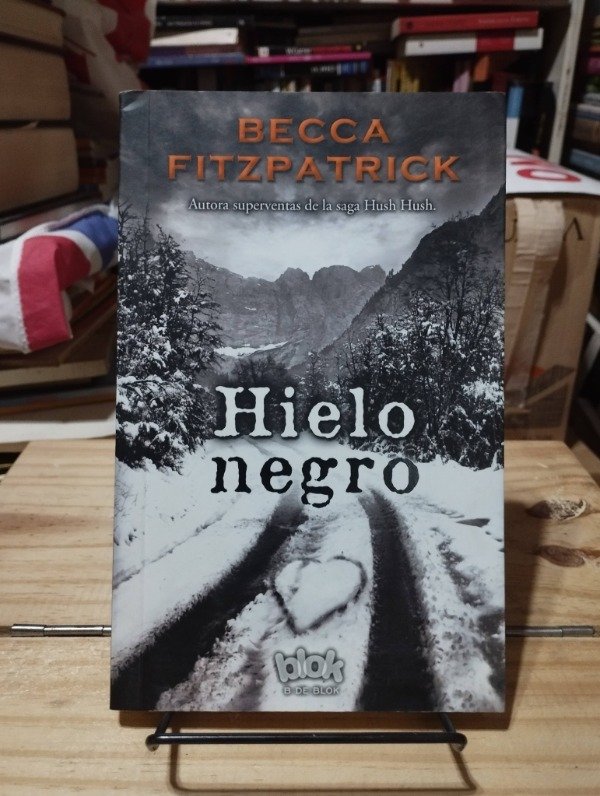 BECCA
FITZPATRICK
Autora superventas de la saga Hush Hush.
Hielo
negro
blok
B DE BLOK